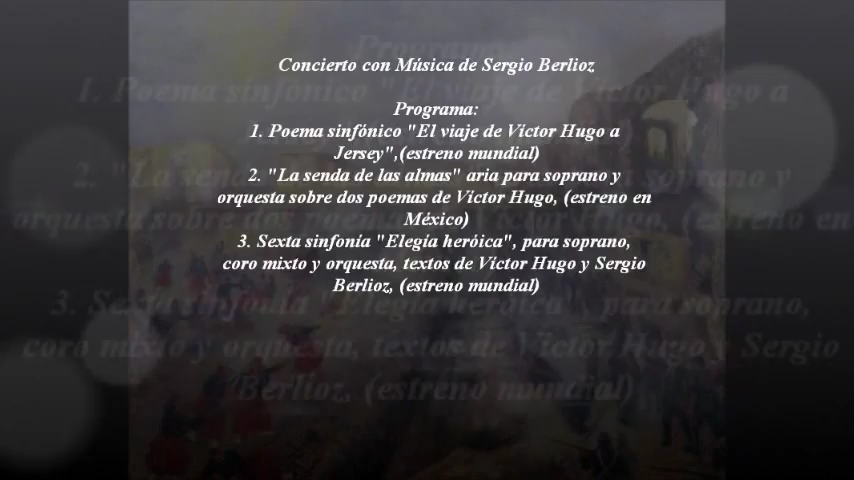 Concierto con Música de Sergio Berlioz
Programa:
1. Poema sinfónico "El viaje de Víctor Hugo a
Jersey",(estreno mundial)
2. "La senda de las almas" aria para soprano y
orquesta sobre dos poemas de Víctor Hugo, (estreno en
México)
3. Sexta sinfonía "Elegía heróica", para soprano,
coro mixto y orquesta, textos de Víctor Hugo y Sergio
Berlioz, (estreno mundial)